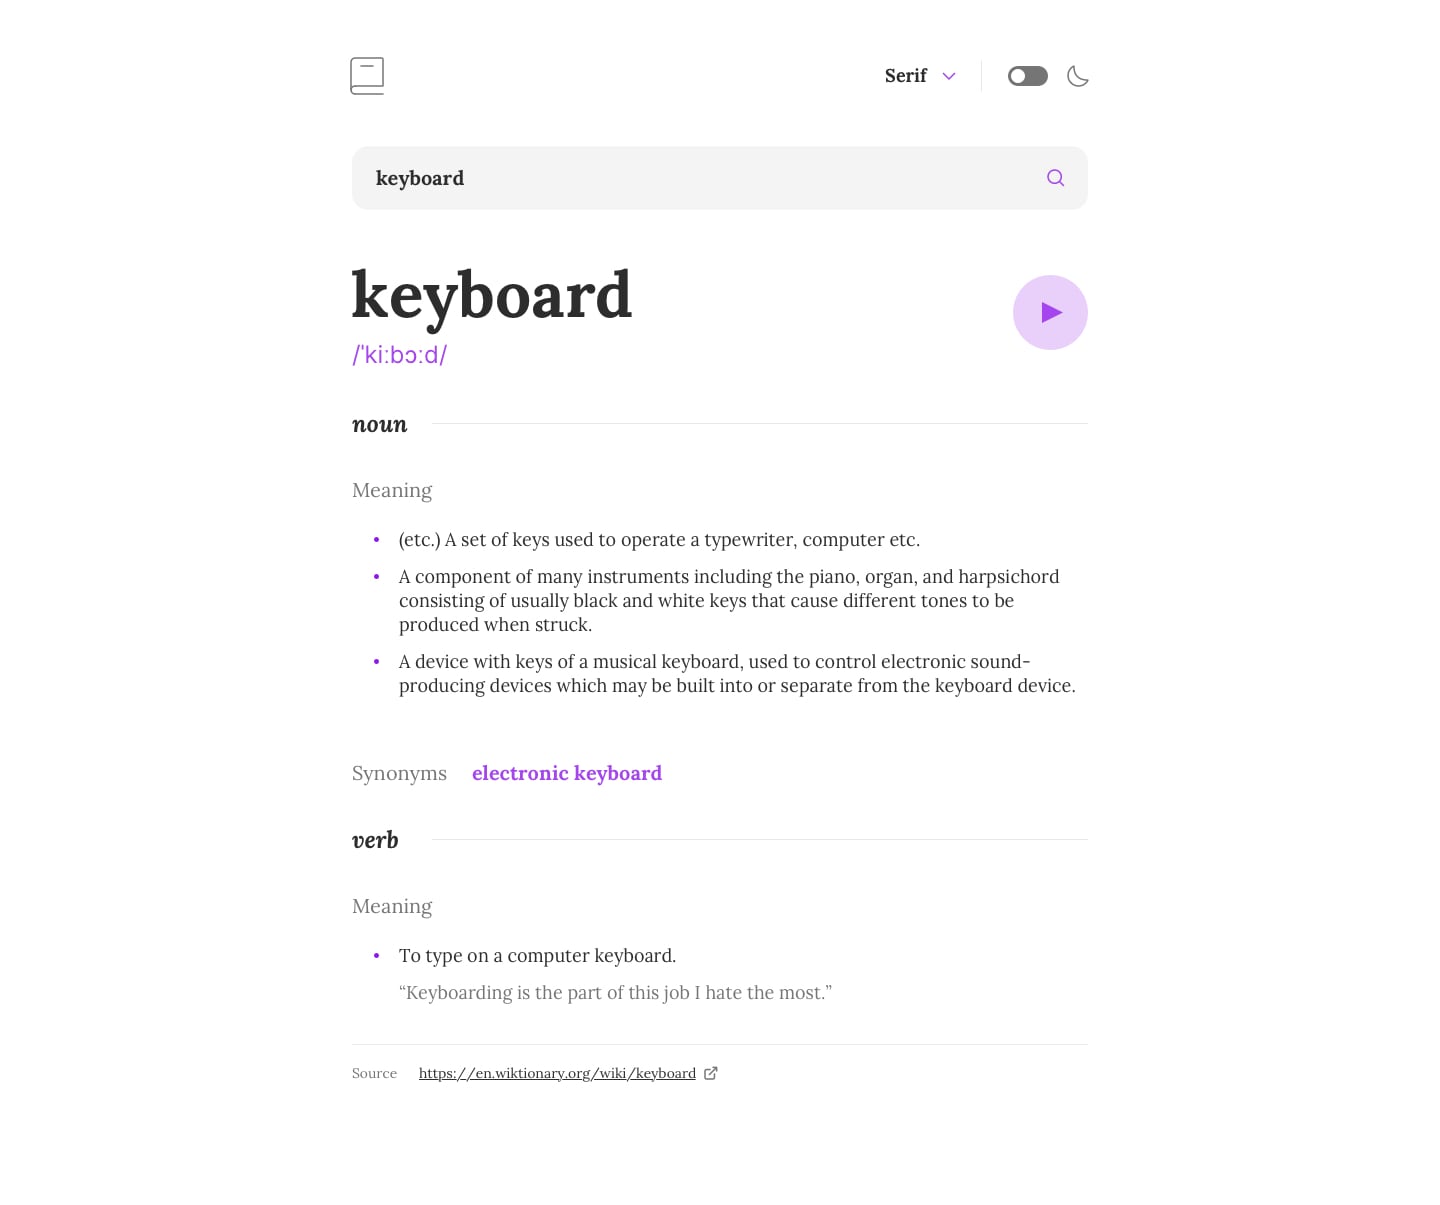 Serif
keyboard
keyboard
/ˈkiːbɔːd/
noun
Meaning
(etc.) A set of keys used to operate a typewriter, computer etc.
A component of many instruments including the piano, organ, and harpsichord
consisting of usually black and white keys that cause different tones to be
produced when struck.
A device with keys of a musical keyboard, used to control electronic sound-
producing devices which may be built into or separate from the keyboard device.
Synonyms electronic keyboard
verb
Meaning
To type on a computer keyboard.
“Keyboarding is the part of this job I hate the most.”
Source https://en.wiktionary.org/wiki/keyboard